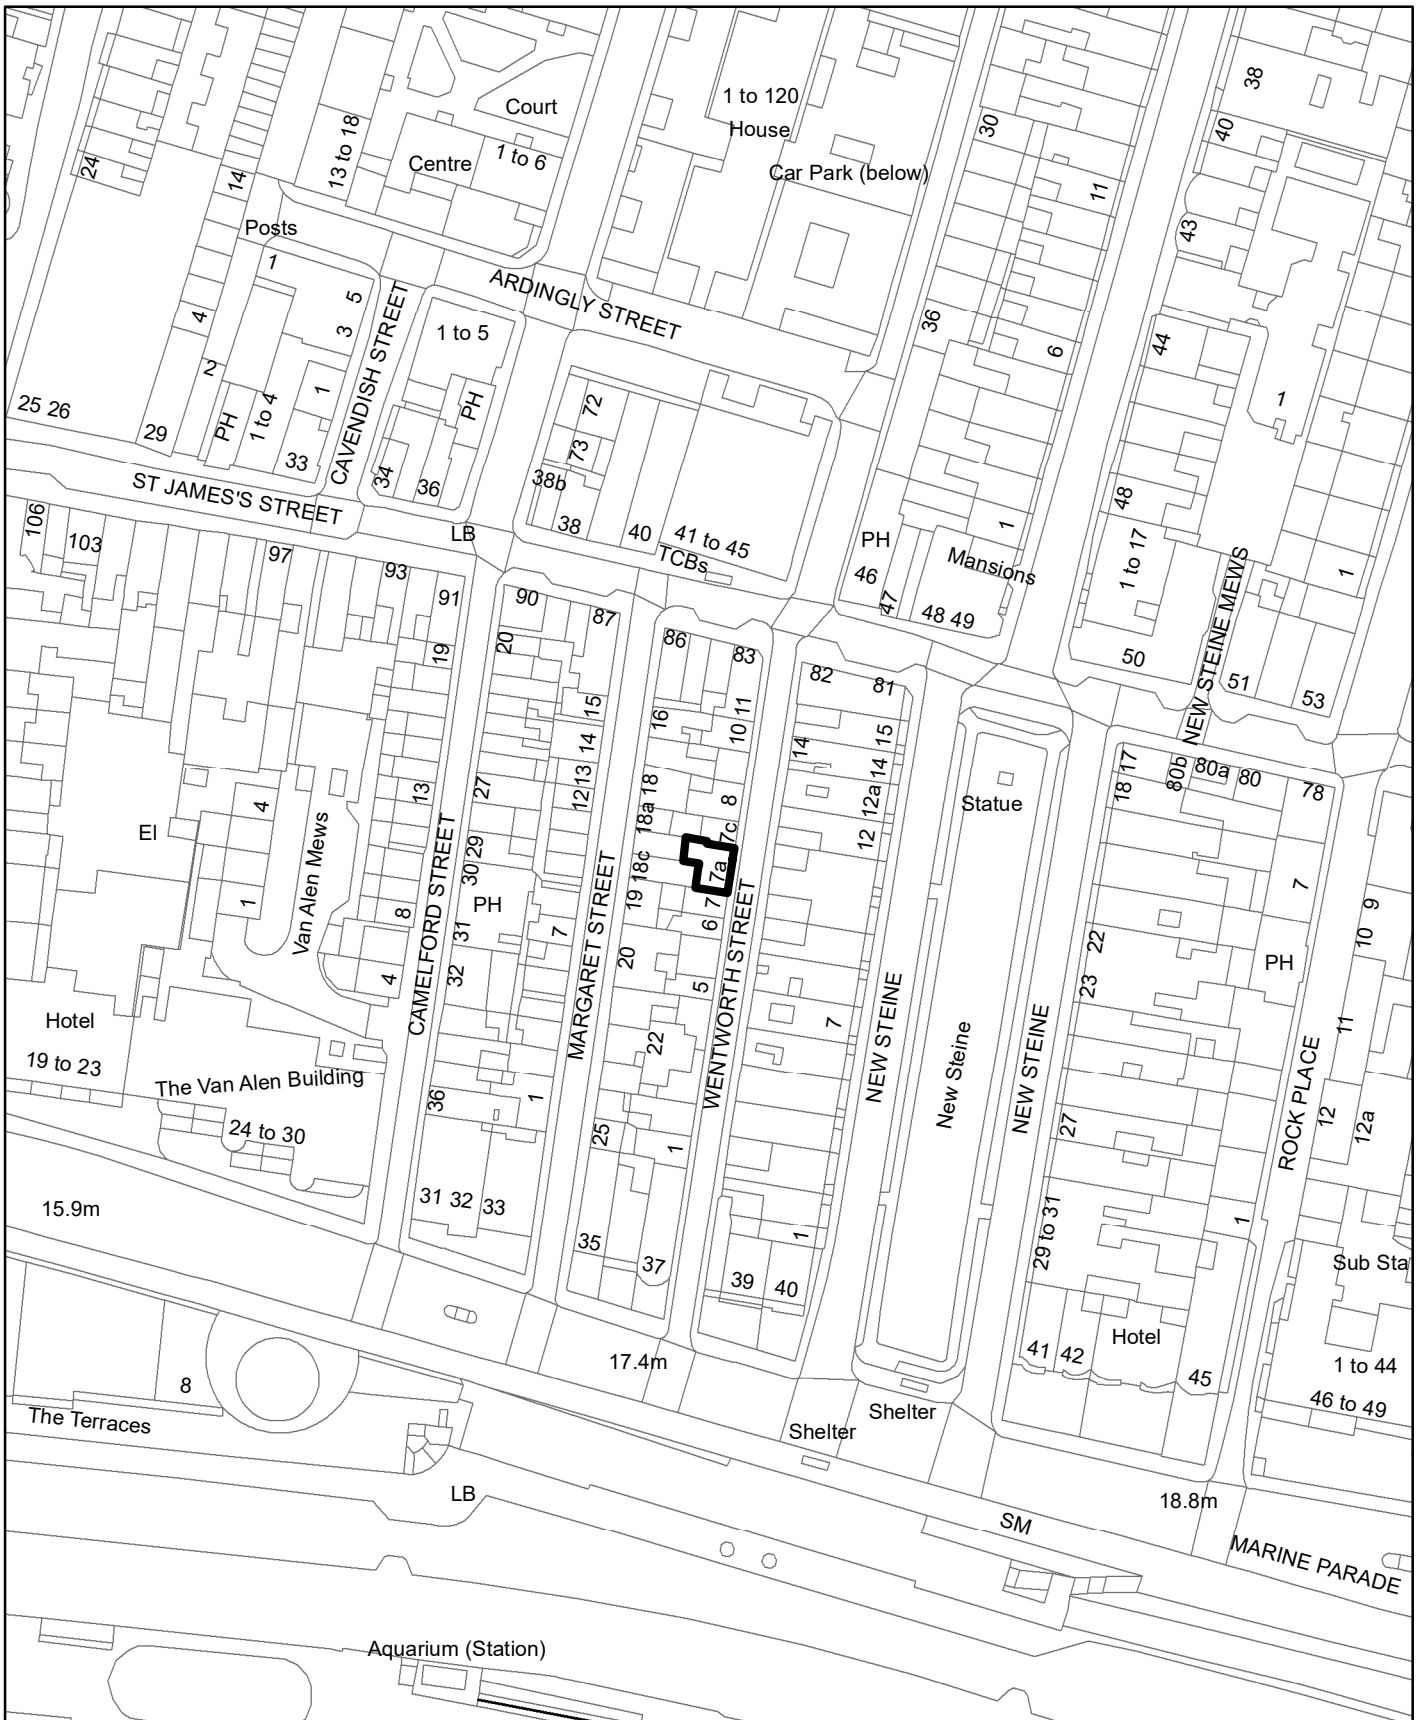 38
1 to 120
House
Court
40
30
13 to 18
Centre
1 to 6
24
14
Car Park (below)
11
43
Posts
1
5
ARDINGLY STREET
4
3
CAVENDISH STREET
1 to 5
36
6
44
2
1
25 26
PH
1 to 4
PH
72
1
29
33
73
34
36
38b
48
ST JAMES'S STREET
38
40
41 to 45
1
106
103
97
LB
TCBs
PH
Mansions
1 to 17
1
93
91
90
87
46
47
48 49
NEW STEINE MEWS
19
20
86
83
82
81
50
51
53
15
16
11
10
14
15
17
80b
80a
80
78
14
13
12
18
8
14
12a
18
Statue
4
13
27
18a
7c
12
El
Van Alen Mews
CAMELFORD STREET
29
30
MARGARET STREET
18c
7a
7
1
8
PH
19
7
WENTWORTH STREET
9
31
7
6
10
22
4
32
20
5
23
PH
Hotel
22
7
NEW STEINE
New Steine
NEW STEINE
11
19 to 23
The Van Alen Building
ROCK PLACE
36
1
25
27
12
12a
24 to 30
1
31 32 33
1
29 to 31
1
15.9m
35
37
39
40
Sub Sta
Hotel
17.4m
41
42
45
1 to 44
8
46 to 49
The Terraces
Shelter
Shelter
LB
18.8m
SM
MARINE PARADE
Aquarium (Station)